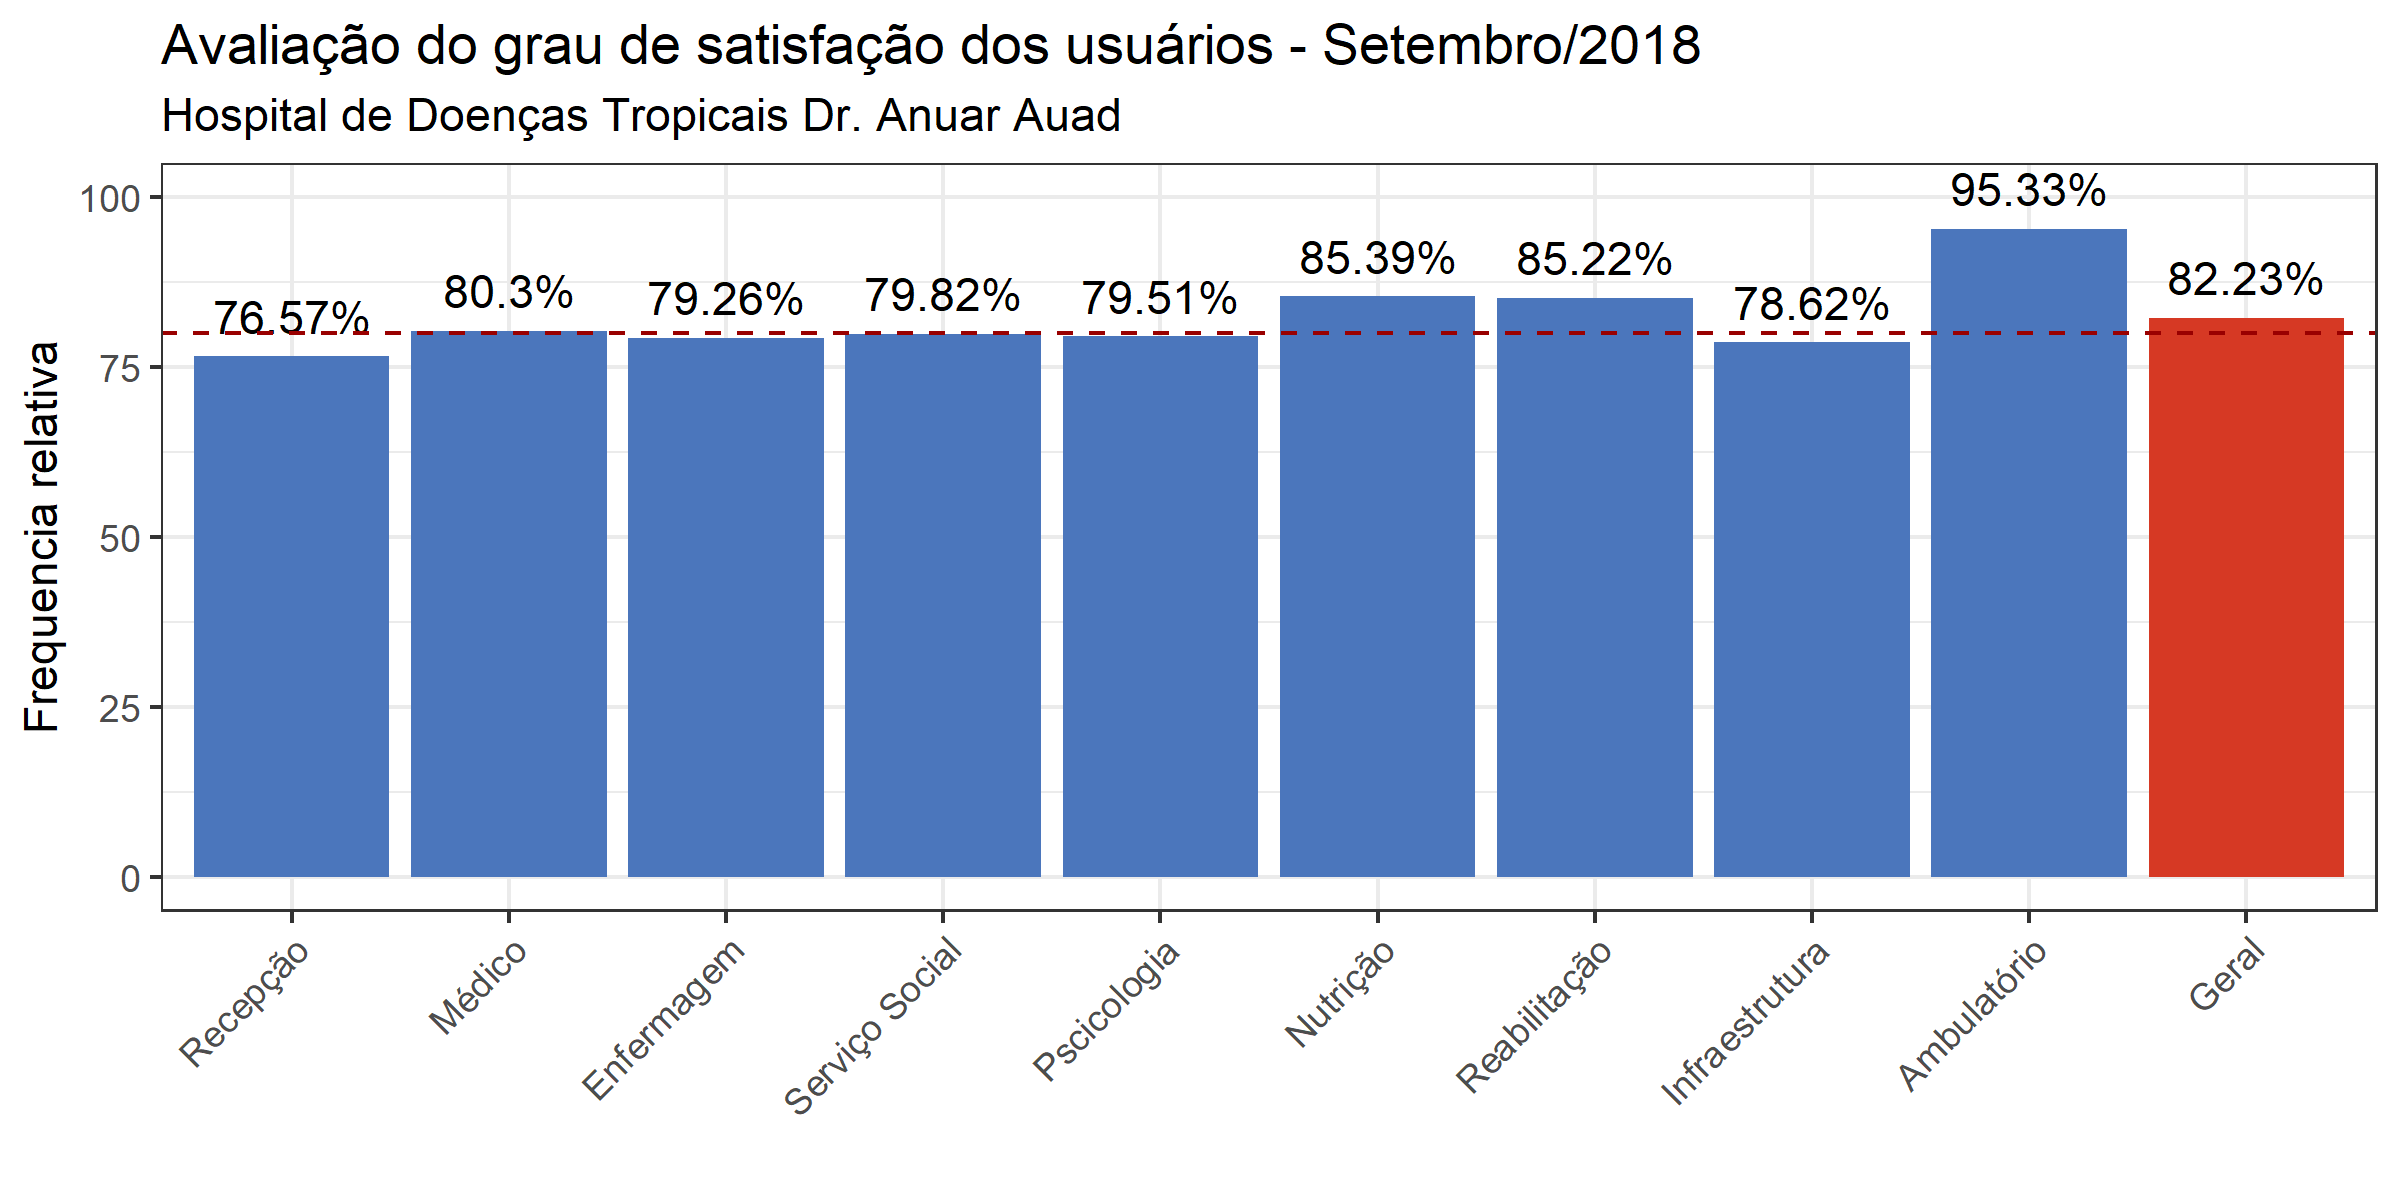 Avaliação do grau de satisfação dos usuários - Setembro/2018
Hospital de Doenças Tropicais Dr. Anuar Auad
Frequencia relativa
100
75
50
25
0
76.57%
80.3%
79.26%
79.82%
79.51%
85.39%
85.22%
78.62%
95.33%
82.23%
Recepção
Médico
Enfermagem
Serviço Social
Pscicologia
Nutrição
Reabilitação
Infraestrutura
Ambulatório
Geral